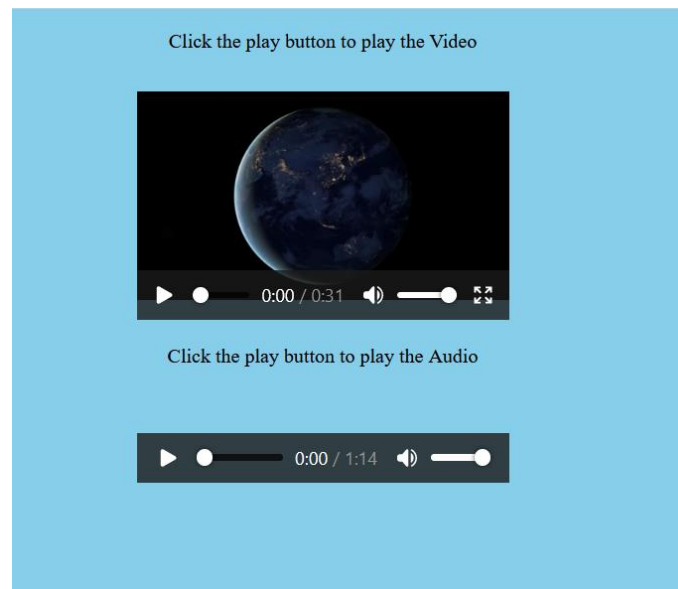 Click the play button to play the Video
0:00 / 0:31
Click the play button to play the Audio
0:00 / 1:14